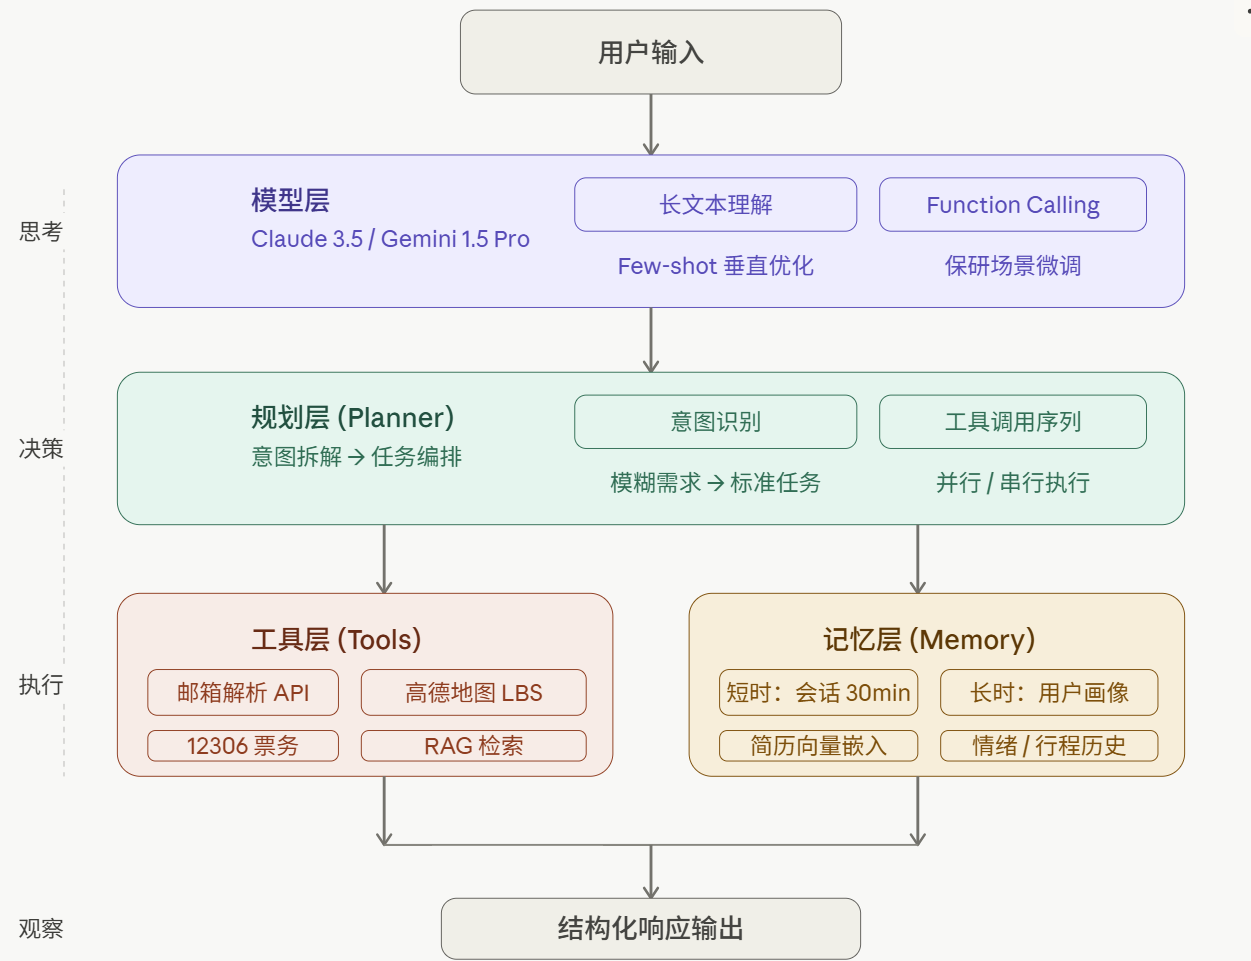 用户输入
思考
模型层
Claude 3.5 / Gemini 1.5 Pro
长文本理解
Function Calling
Few-shot 垂直优化
保研场景微调
决策
规划层 (Planner)
意图拆解 → 任务编排
意图识别
工具调用序列
模糊需求 → 标准任务
并行 / 串行执行
执行
工具层 (Tools)
邮箱解析 API
高德地图 LBS
12306 票务
RAG 检索
记忆层 (Memory)
短时：会话 30min
长时：用户画像
简历向量嵌入
情绪 / 行程历史
观察
结构化响应输出